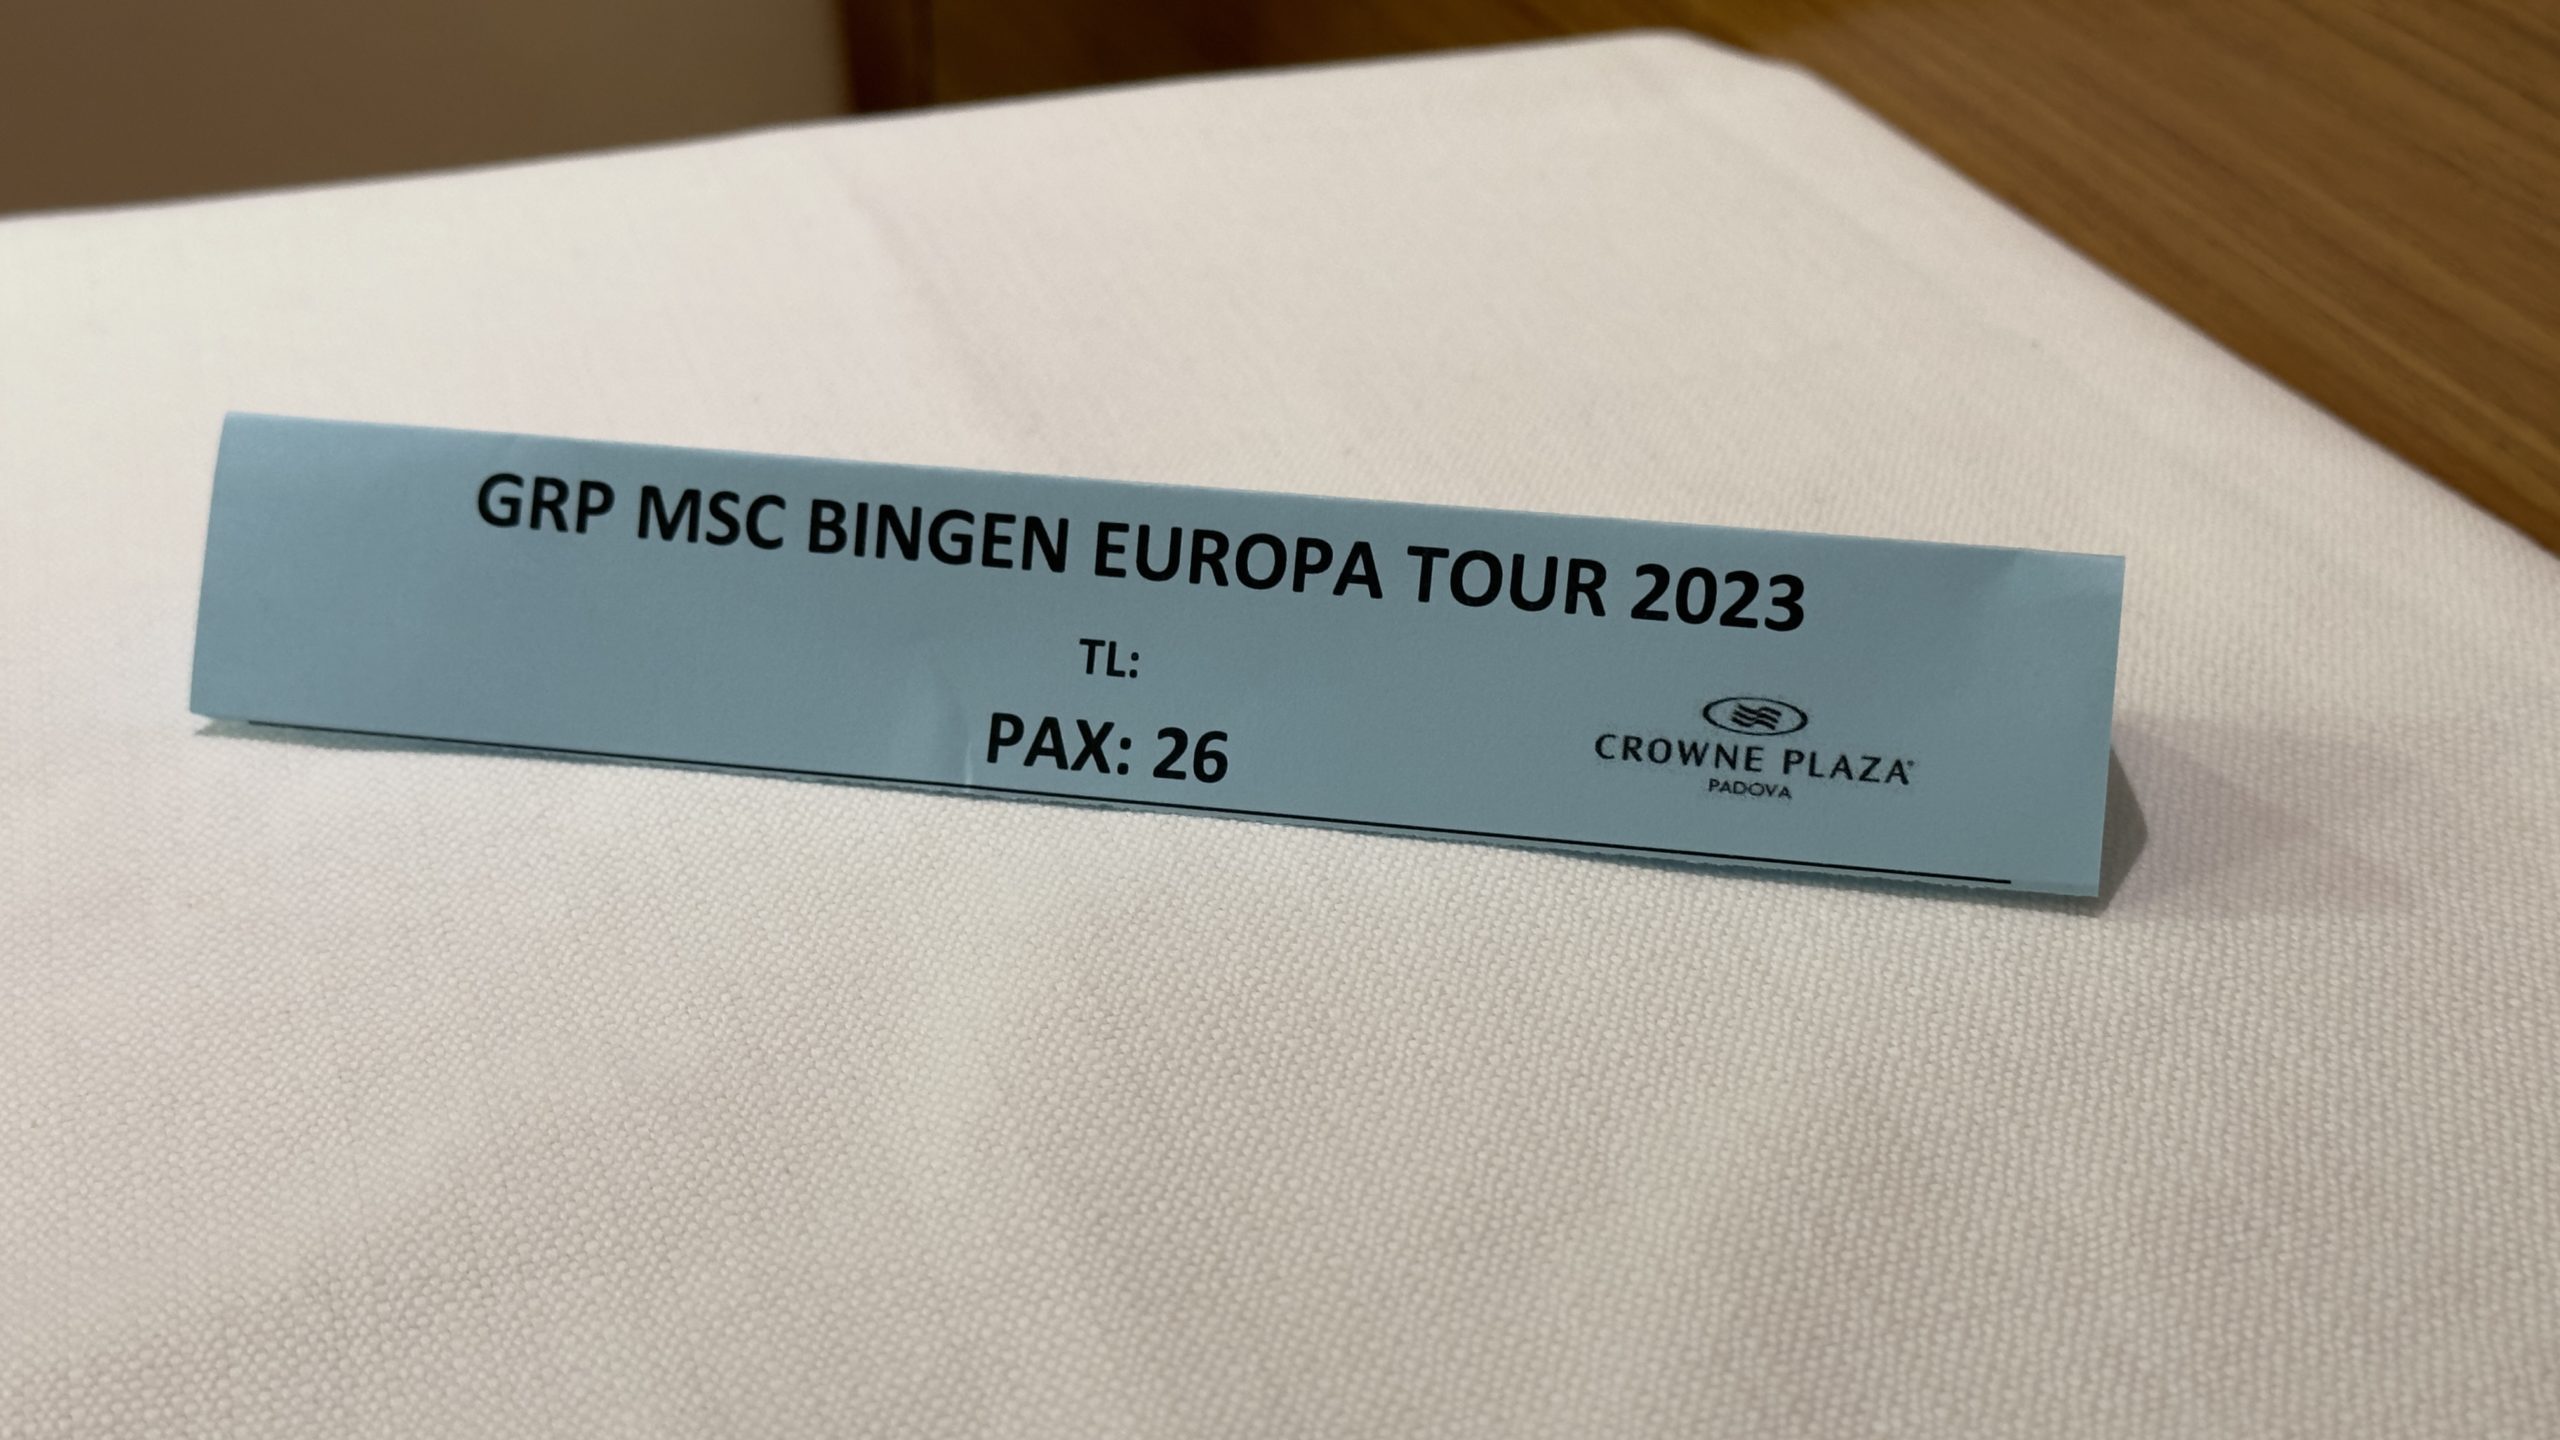 GRP MSC BINGEN EUROPA TOUR 2023
TL:
PAX: 26
CROWNE PLAZA®
PADOVA